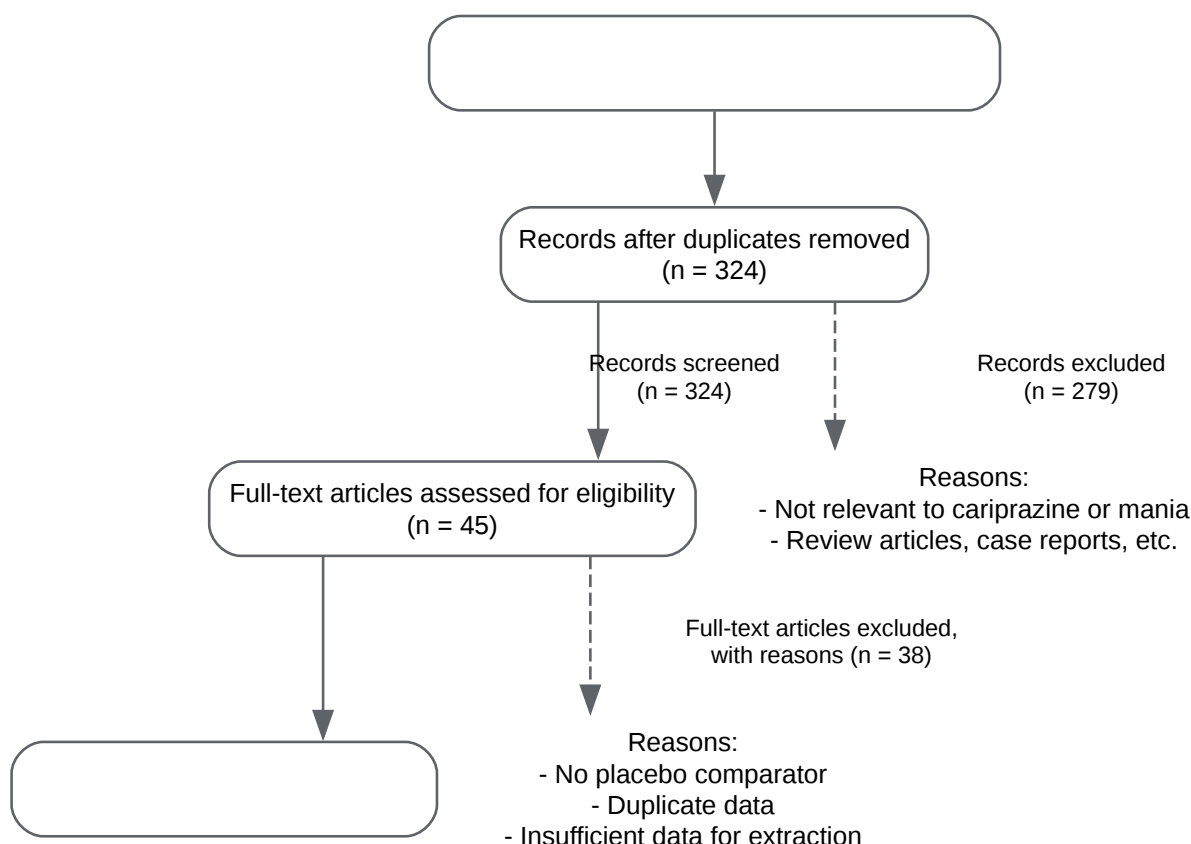 Records after duplicates removed
(n = 324)
Records screened
(n = 324)
Records excluded
(n = 279)
Reasons:
- Not relevant to cariprazine or mania
- Review articles, case reports, etc.
Full-text articles assessed for eligibility
(n = 45)
Full-text articles excluded,
with reasons (n = 38)
Reasons:
- No placebo comparator
- Duplicate data
- Insufficient data for extraction